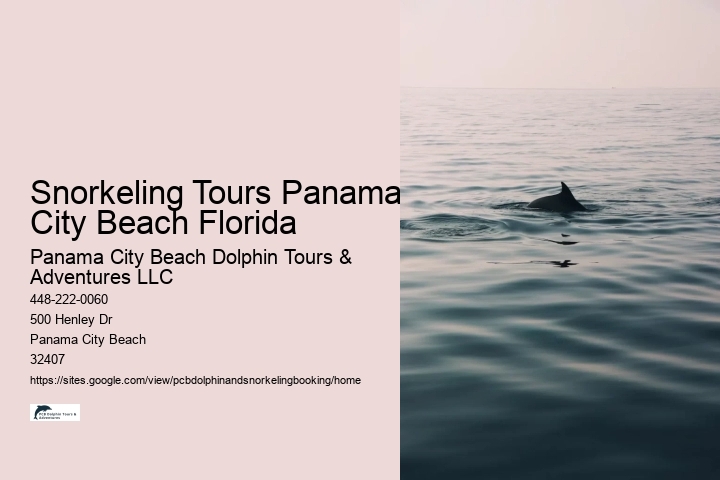 Snorkeling Tours Panama
City Beach Florida
Panama City Beach Dolphin Tours &
Adventures LLC
448-222-0060
500 Henley Dr
Panama City Beach
32407
https://sites.google.com/view/pcbdolphinandsnorkelingbooking/home
PCB Dolphin Tours &
Adventures